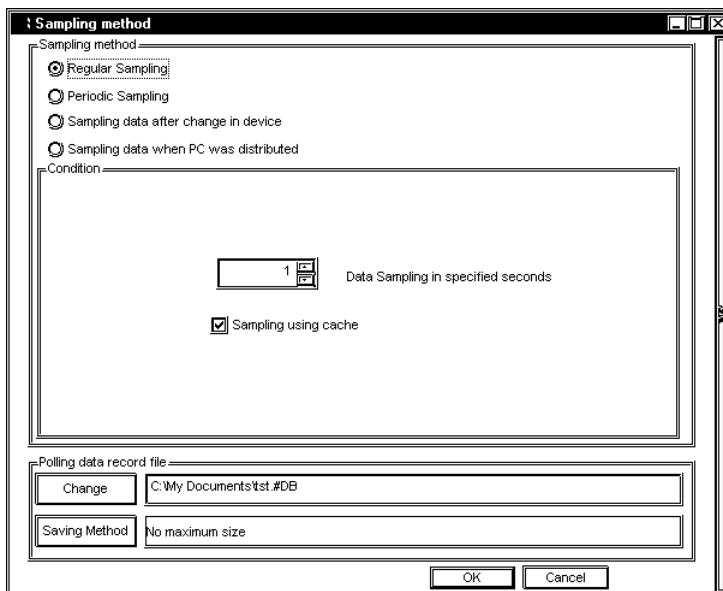 Sampling method
Sampling method
Regular Sampling
Periodic Sampling
Sampling data after change in device
Sampling data when PC was distributed
Condition
1 Data Sampling in specified seconds
Sampling using cache
Polling data record file
Change C:\My Documents\tst.#DB
Saving Method No maximum size
OK Cancel